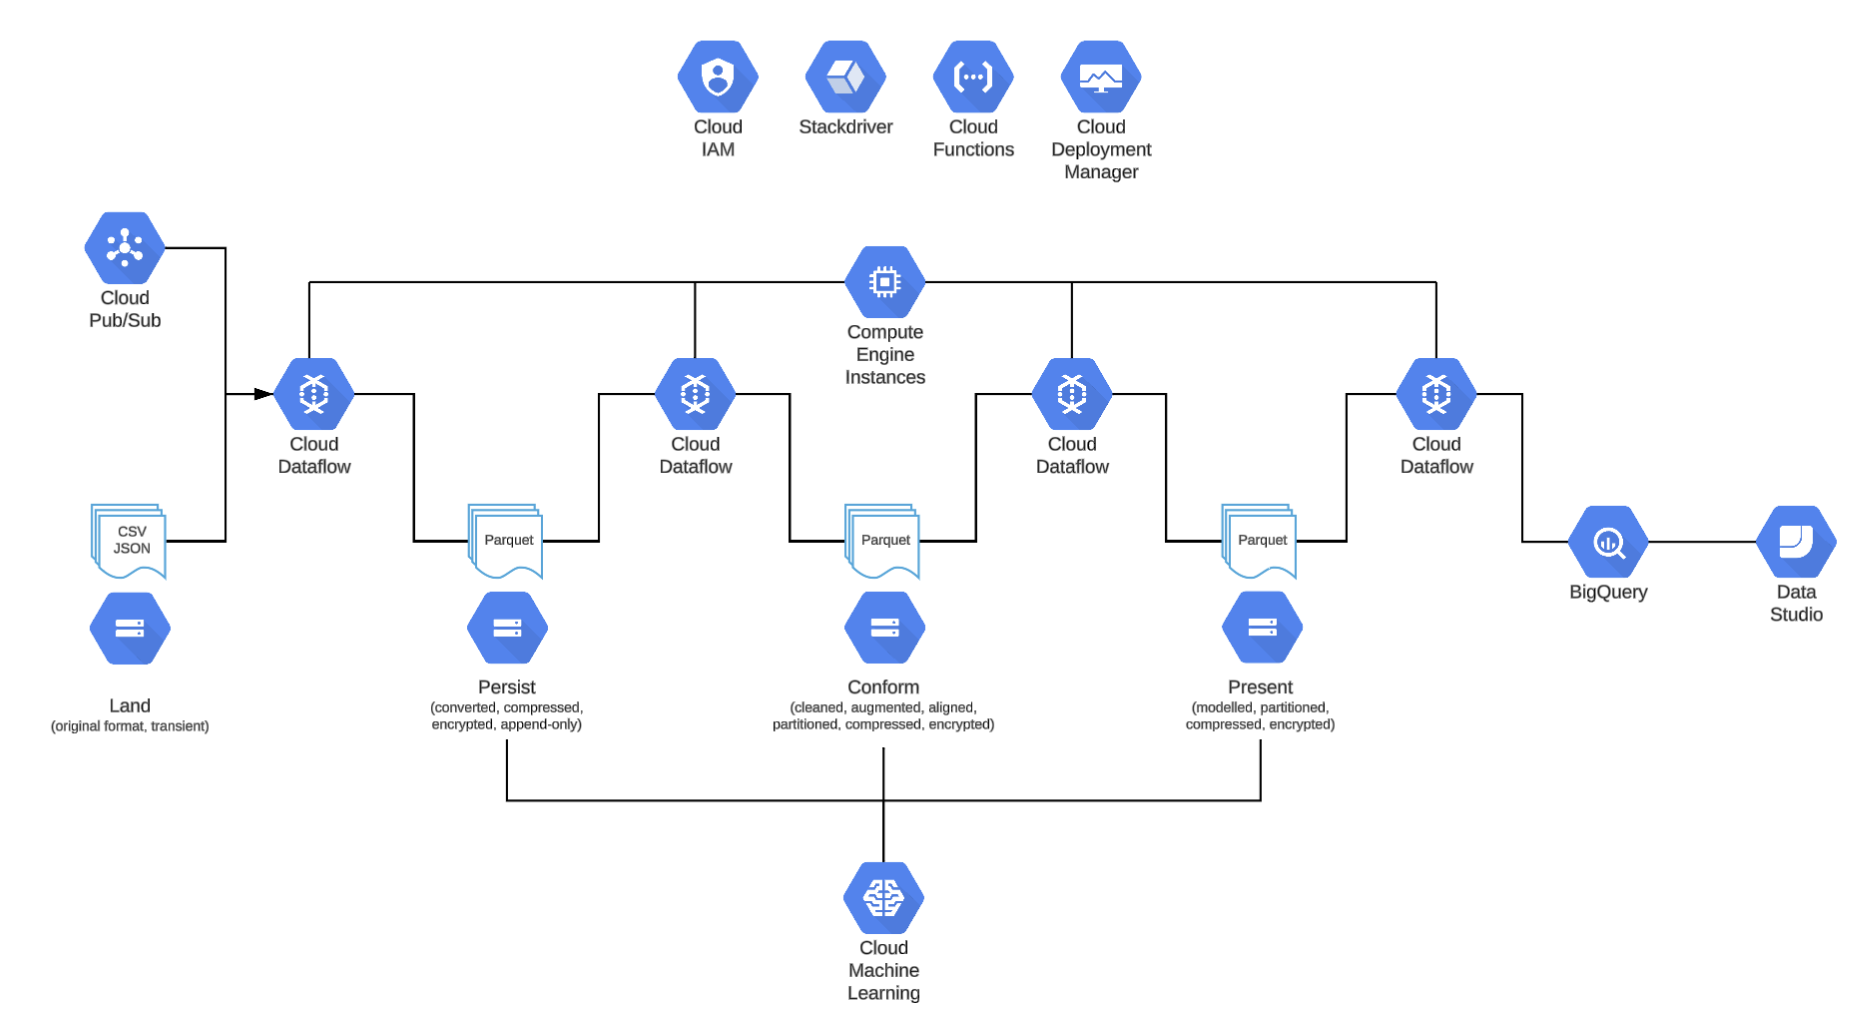 Cloud
IAM
Stackdriver
Cloud
Functions
Cloud
Deployment
Manager
Cloud
Pub/Sub
Compute
Engine
Instances
Cloud
Dataflow
Cloud
Dataflow
Cloud
Dataflow
Cloud
Dataflow
CSV
JSON
Parquet
Parquet
Parquet
BigQuery
Data
Studio
Land
(original format, transient)
Persist
(converted, compressed,
encrypted, append-only)
Conform
(cleaned, augmented, aligned,
partitioned, compressed, encrypted)
Present
(modelled, partitioned,
compressed, encrypted)
Cloud
Machine
Learning